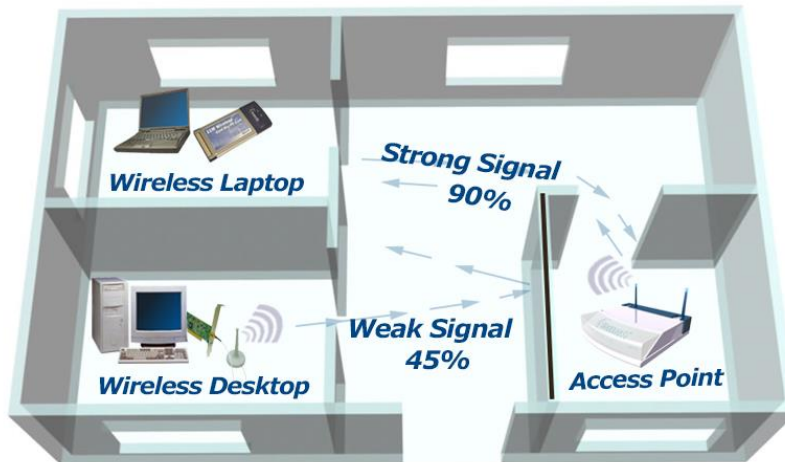 Strong Signal
90%
Wireless Laptop
Weak Signal
45%
Wireless Desktop
Access Point